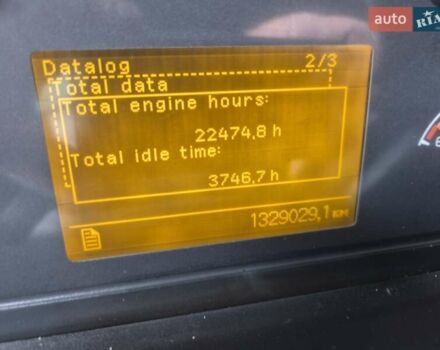 auto RIA
Datalog 2/3
Total data
Total engine hours:
22474,8 h
Total idle time:
3746,7 h
1329029,1 KM